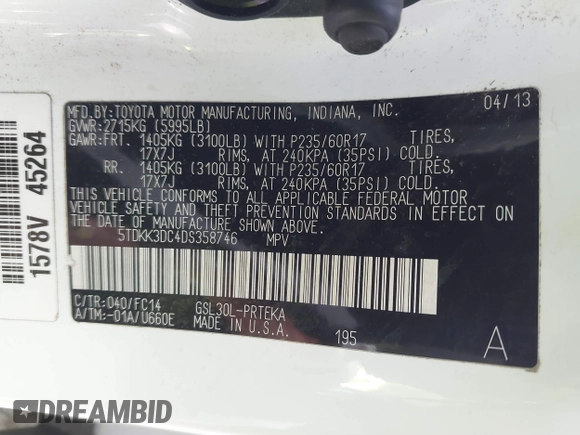 MFD.BY: TOYOTA MOTOR MANUFACTURING, INDIANA, INC. 04/13
GVWR: 2715KG (5995LB)
GAWR: FRT. 1405KG (3100LB) WITH P235/60R17 TIRES,
17X7J RIMS, AT 240KPA (35PSI) COLD.
RR. 1405KG (3100LB) WITH P235/60R17 TIRES,
17X7J RIMS, AT 240KPA (35PSI) COLD.
THIS VEHICLE CONFORMS TO ALL APPLICABLE FEDERAL MOTOR
VEHICLE SAFETY AND THEFT PREVENTION STANDARDS IN EFFECT ON
THE DATE OF MANUFACTURE SHOWN ABOVE.
5TDKK3DC4DS358746 MPV
C/TR: 040/FC14 GSL30L-PRTEKA
A/TM: -01A/U660E MADE IN U.S.A. 195 A
1578V 45264
DREAMBID